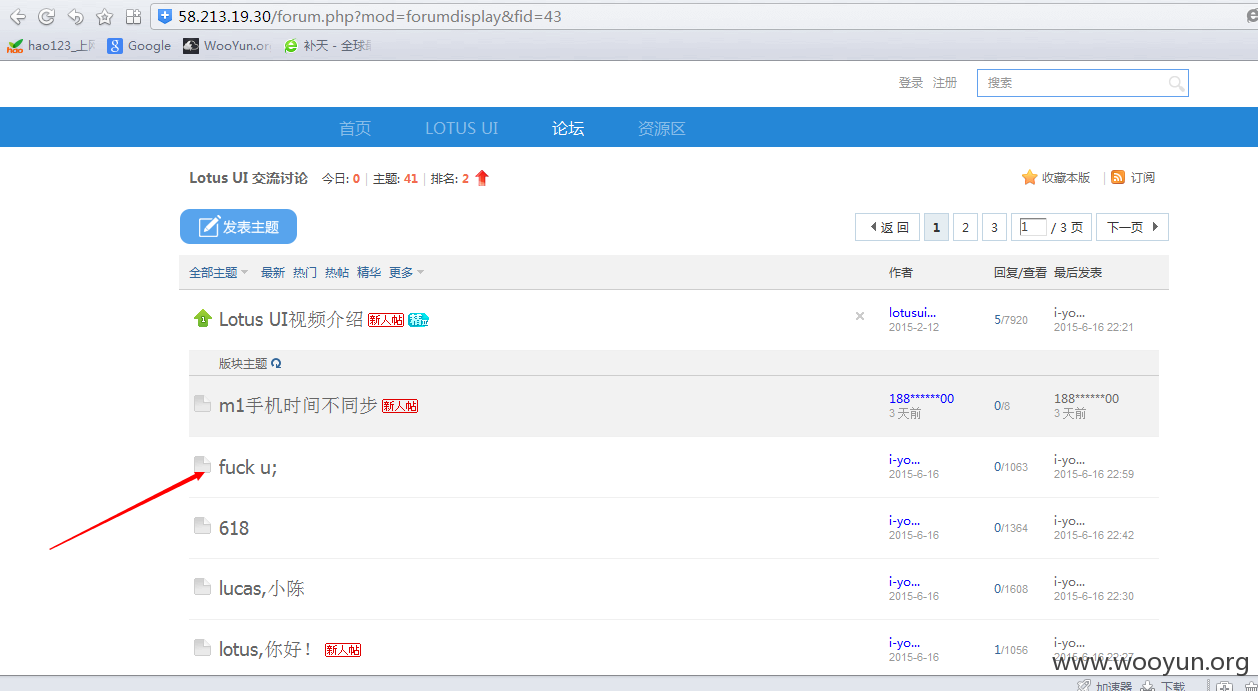 58.213.19.30/forum.php?mod=forumdisplay&fid=43
hao123_上网 Google WooYun.or 补天 - 全球
登录 注册 搜索
首页 LOTUS UI 论坛 资源区
Lotus UI 交流讨论 今日: 0 | 主题: 41 | 排名: 2 收藏本版 | 订阅
发表主题 返 回 1 2 3 1 / 3 页 下一页
全部主题 最新 热门 热帖 精华 更多 作者 回复/查看 最后发表
Lotus UI视频介绍 新人帖 精 lotusui... 5/7920 i-yo...
2015-2-12 2015-6-16 22:21
版块主题
m1手机时间不同步 新人帖 188******00 0/8 188******00
3 天前 3 天前
fuck u; i-yo... 0/1063 i-yo...
2015-6-16 2015-6-16 22:59
618 i-yo... 0/1364 i-yo...
2015-6-16 2015-6-16 22:42
lucas,小陈 i-yo... 0/1608 i-yo...
2015-6-16 2015-6-16 22:30
lotus,你好！ 新人帖 i-yo... 1/1056 i-yo...
2015-6-16 2015-6-16 22:27
www.wooyun.org
加速器 下载